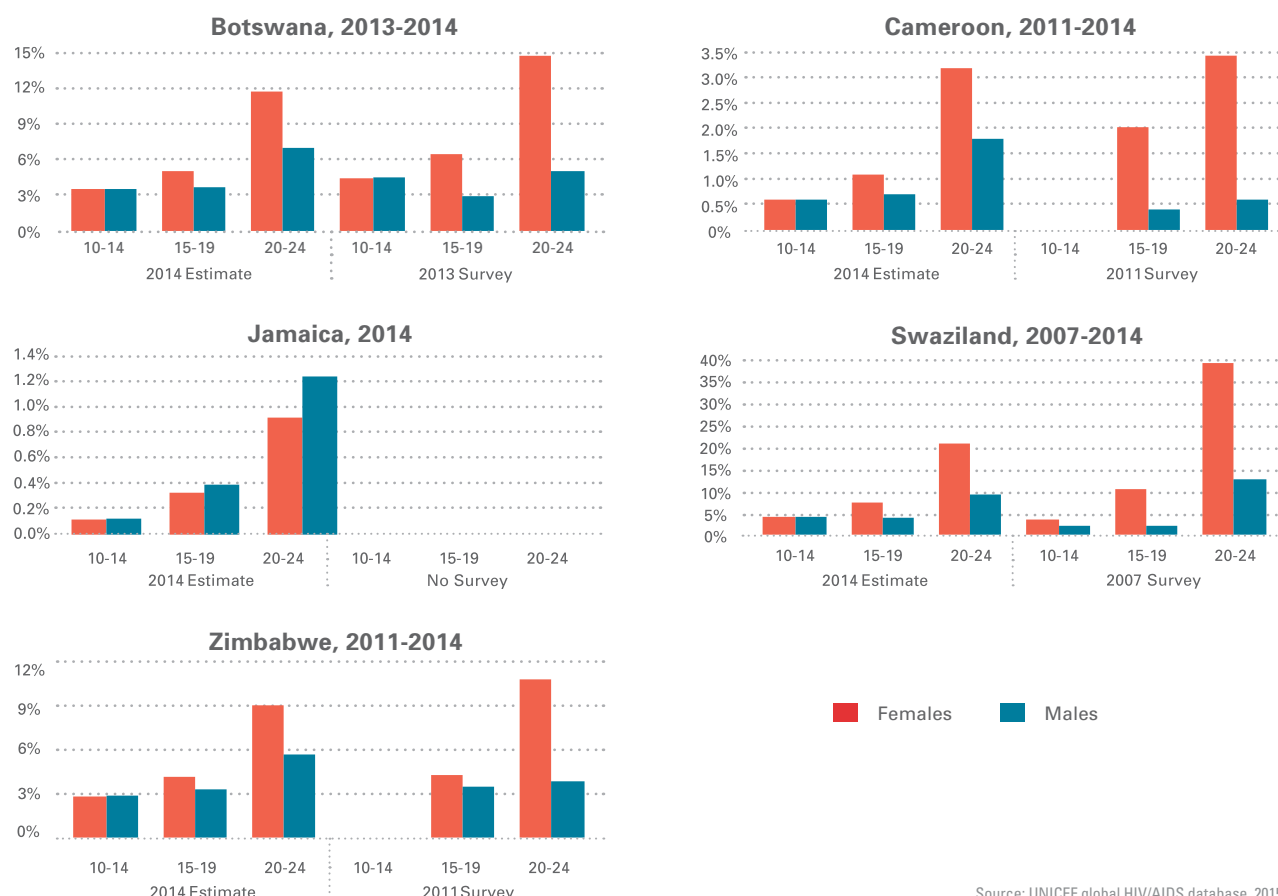 Botswana, 2013-2014
15%
12%
9%
6%
3%
0%
10-14 15-19 20-24 10-14 15-19 20-24
2014 Estimate 2013 Survey
Cameroon, 2011-2014
3.5%
3.0%
2.5%
2.0%
1.5%
1.0%
0.5%
0%
10-14 15-19 20-24 10-14 15-19 20-24
2014 Estimate 2011 Survey
Jamaica, 2014
1.4%
1.2%
1.0%
0.8%
0.6%
0.4%
0.2%
0.0%
10-14 15-19 20-24 10-14 15-19 20-24
2014 Estimate No Survey
Swaziland, 2007-2014
40%
35%
30%
25%
20%
15%
10%
5%
0%
10-14 15-19 20-24 10-14 15-19 20-24
2014 Estimate 2007 Survey
Zimbabwe, 2011-2014
12%
9%
6%
3%
0%
10-14 15-19 20-24 10-14 15-19 20-24
2014 Estimate 2011 Survey
Females Males
Source: UNICEF global HIV/AIDS database, 2015